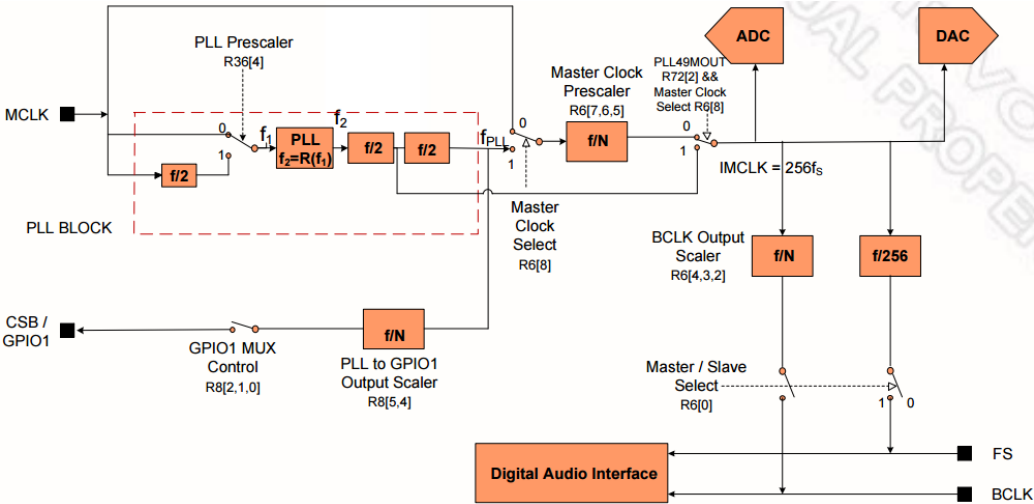 ADC
DAC
PLL Prescaler
R36[4]
PLL49MOUT
R72[2] &&
Master Clock
Select R6[8]
Master Clock
Prescaler
R6[7,6,5]
MCLK
0
1
f1
PLL
f2=R(f1)
f2
f/2
f/2
f/2
fPLL
0
1
f/N
0
1
IMCLK = 256fS
PLL BLOCK
Master
Clock
Select
R6[8]
BCLK Output
Scaler
R6[4,3,2]
f/N
f/256
CSB /
GPIO1
GPIO1 MUX
Control
R8[2,1,0]
f/N
PLL to GPIO1
Output Scaler
R8[5,4]
Master / Slave
Select
R6[0]
1
0
Digital Audio Interface
FS
BCLK